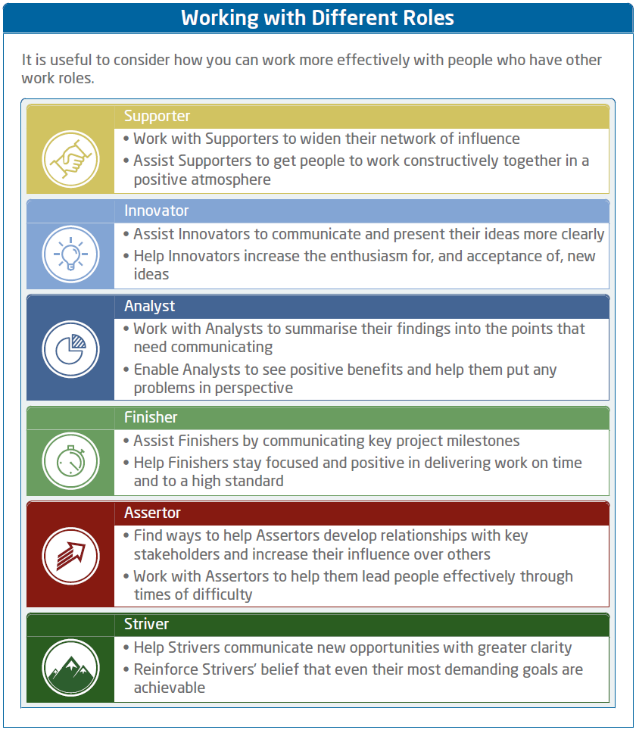 Working with Different Roles
It is useful to consider how you can work more effectively with people who have other
work roles.
Supporter
• Work with Supporters to widen their network of influence
• Assist Supporters to get people to work constructively together in a
positive atmosphere
Innovator
• Assist Innovators to communicate and present their ideas more clearly
• Help Innovators increase the enthusiasm for, and acceptance of, new
ideas
Analyst
• Work with Analysts to summarise their findings into the points that
need communicating
• Enable Analysts to see positive benefits and help them put any
problems in perspective
Finisher
• Assist Finishers by communicating key project milestones
• Help Finishers stay focused and positive in delivering work on time
and to a high standard
Assertor
• Find ways to help Assertors develop relationships with key
stakeholders and increase their influence over others
• Work with Assertors to help them lead people effectively through
times of difficulty
Striver
• Help Strivers communicate new opportunities with greater clarity
• Reinforce Strivers' belief that even their most demanding goals are
achievable